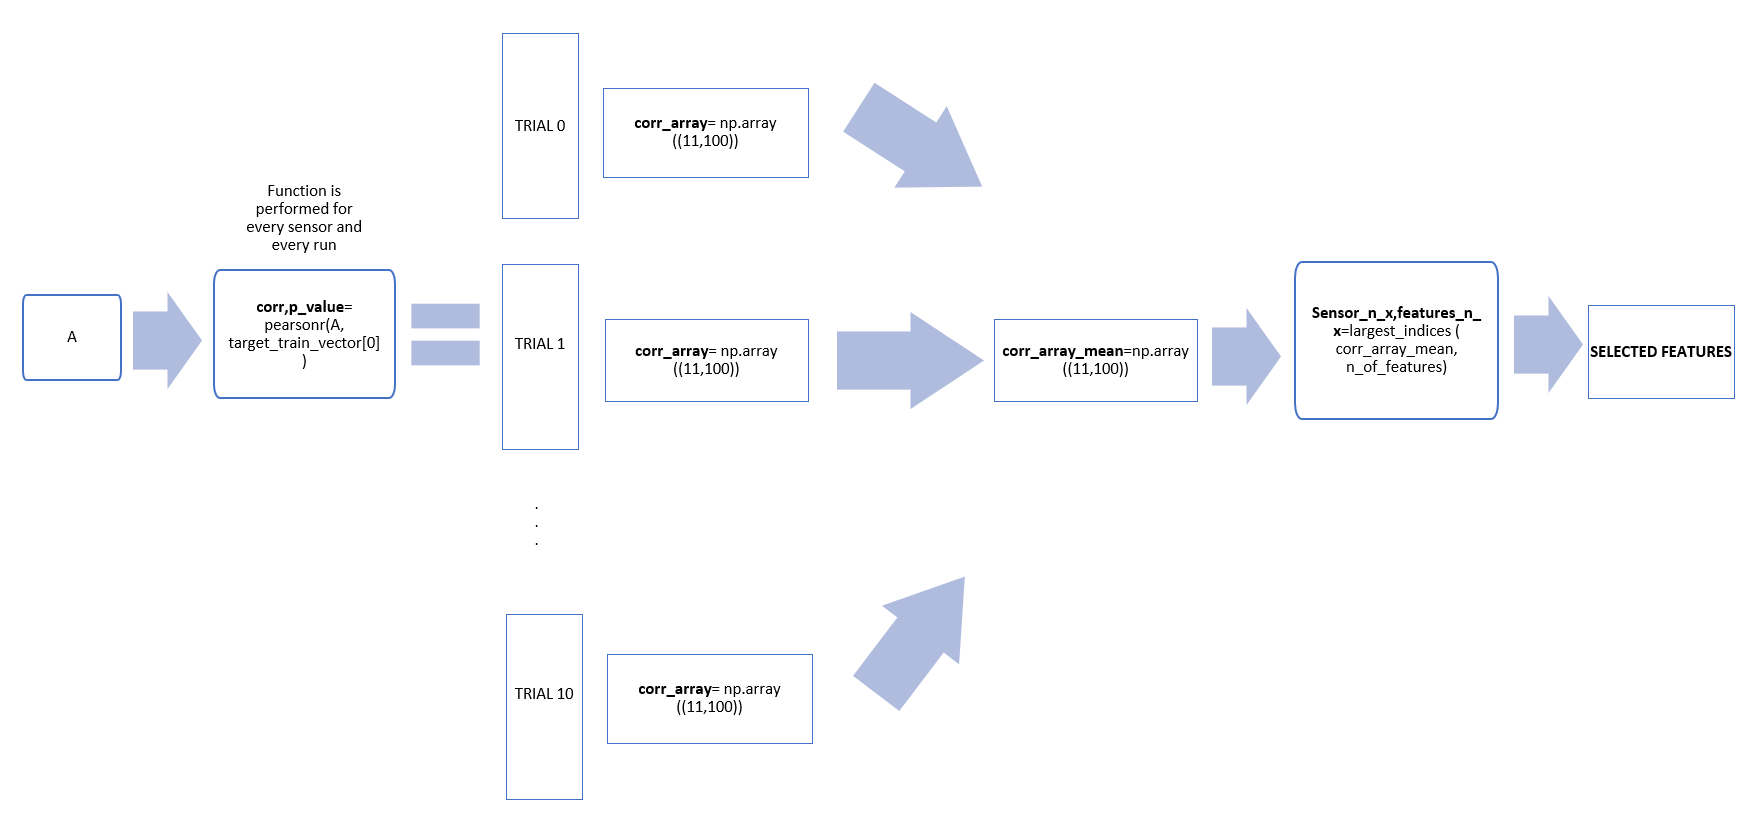 A
Function is
performed for
every sensor and
every run
corr,p_value=
pearsonr(A,
target_train_vector[0]
)
TRIAL 0
corr_array= np.array
((11,100))
TRIAL 1
corr_array= np.array
((11,100))
.
.
.
TRIAL 10
corr_array= np.array
((11,100))
corr_array_mean=np.array
((11,100))
Sensor_n_x,features_n_
x=largest_indices (
corr_array_mean,
n_of_features)
SELECTED FEATURES